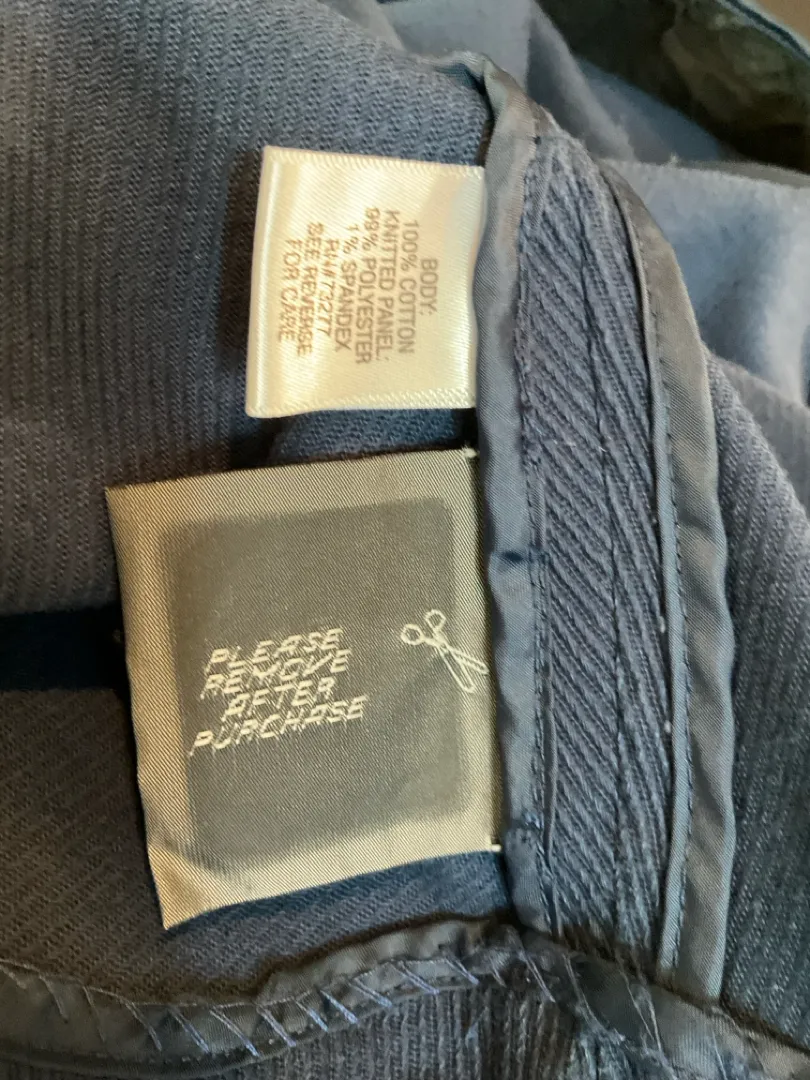 BODY:
100% COTTON
KNITTED PANEL:
99% POLYESTER
1% SPANDEX
RN# 73277
SEE REVERSE
FOR CARE
PLEASE
REMOVE
AFTER
PURCHASE